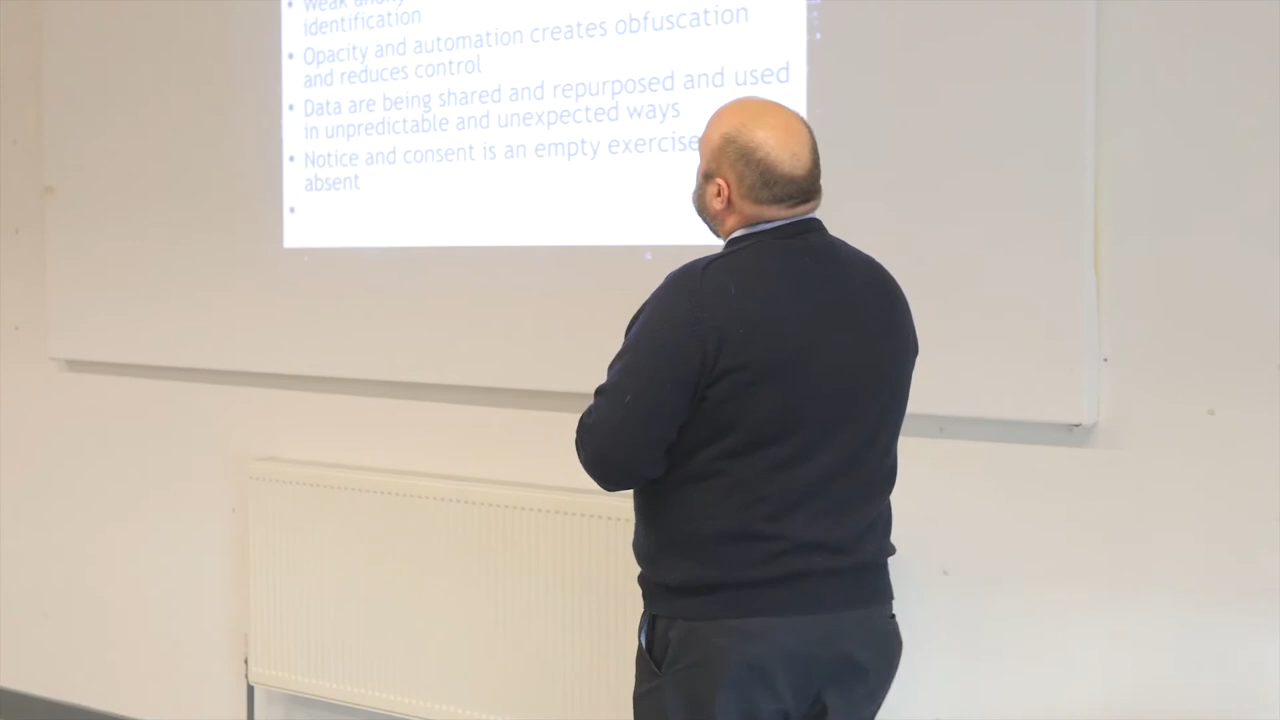 • Weak
identification
• Opacity and automation creates obfuscation
and reduces control
• Data are being shared and repurposed and used
in unpredictable and unexpected ways
• Notice and consent is an empty exercise
absent
•